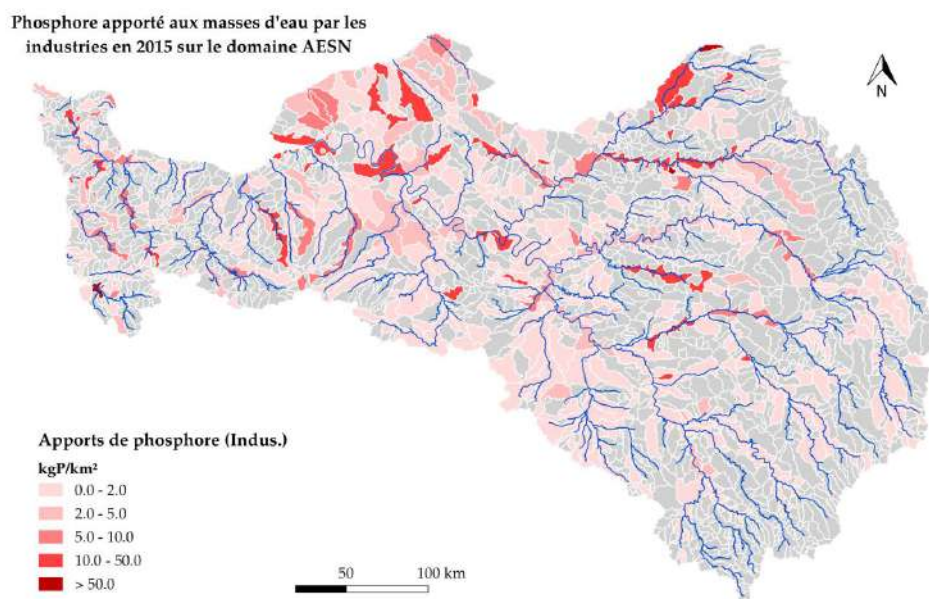 Phosphore apporté aux masses d'eau par les
industries en 2015 sur le domaine AESN
N
Apports de phosphore (Indus.)
kgP/km²
0.0 - 2.0
2.0 - 5.0
5.0 - 10.0
10.0 - 50.0
> 50.0
50 100 km